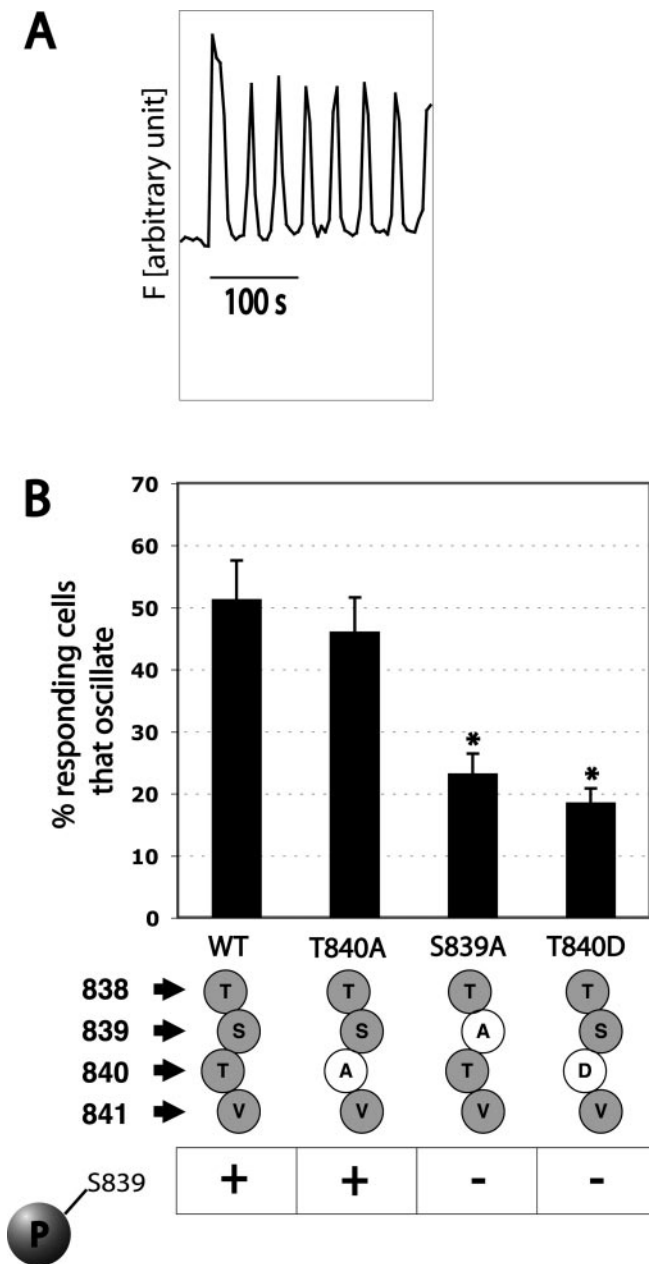 A
F [arbitrary unit]
100 s
B
% responding cells
that oscillate
70
60
50
40
30
20
10
0
*
*
WT T840A S839A T840D
838 T T T T
839 S S A S
840 T A T D
841 V V V V
S839 + + - -
P